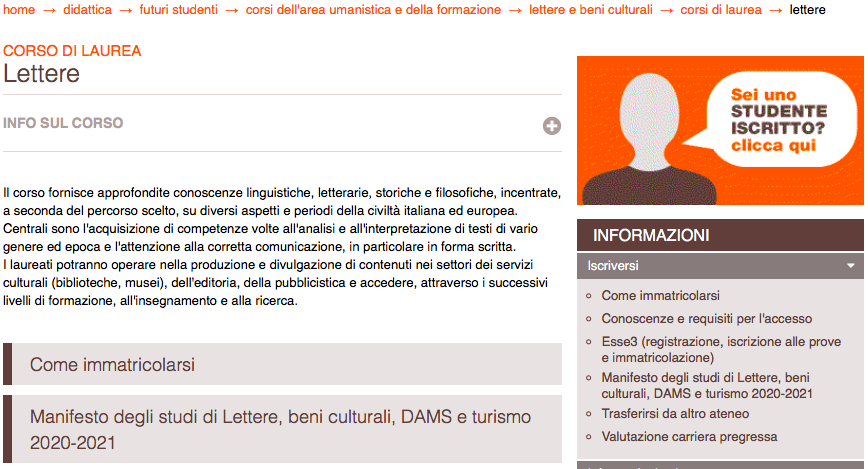 home → didattica → futuri studenti → corsi dell'area umanistica e della formazione → lettere e beni culturali → corsi di laurea → lettere
CORSO DI LAUREA
Lettere
INFO SUL CORSO
Il corso fornisce approfondite conoscenze linguistiche, letterarie, storiche e filosofiche, incentrate,
a seconda del percorso scelto, su diversi aspetti e periodi della civiltà italiana ed europea.
Centrali sono l'acquisizione di competenze volte all'analisi e all'interpretazione di testi di vario
genere ed epoca e l'attenzione alla corretta comunicazione, in particolare in forma scritta.
I laureati potranno operare nella produzione e divulgazione di contenuti nei settori dei servizi
culturali (biblioteche, musei), dell'editoria, della pubblicistica e accedere, attraverso i successivi
livelli di formazione, all'insegnamento e alla ricerca.
Come immatricolarsi
Manifesto degli studi di Lettere, beni culturali, DAMS e turismo
2020-2021
Sei uno
STUDENTE
ISCRITTO?
clicca qui
INFORMAZIONI
Iscriversi
Come immatricolarsi
Conoscenze e requisiti per l'accesso
Esse3 (registrazione, iscrizione alle prove
e immatricolazione)
Manifesto degli studi di Lettere, beni
culturali, DAMS e turismo 2020-2021
Trasferirsi da altro ateneo
Valutazione carriera pregressa